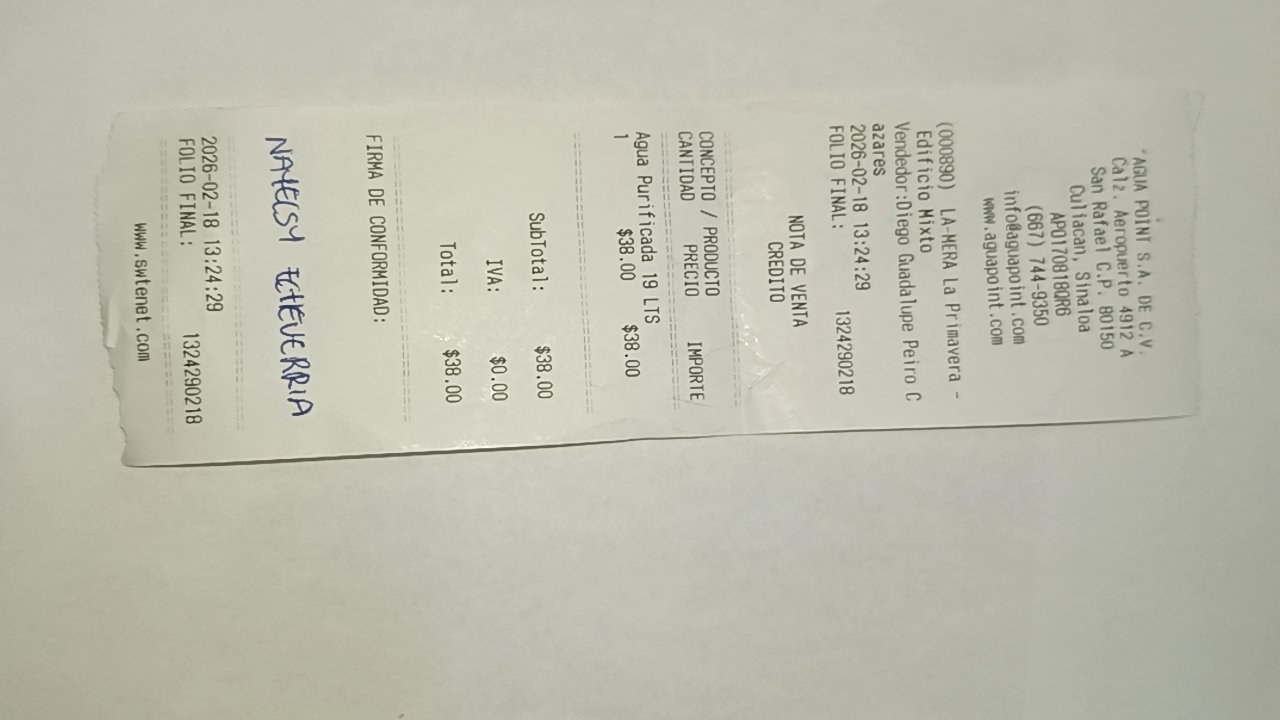 "AGUA POINT S.A. DE C.V.
Calz. Aeropuerto 4912 A
San Rafael C.P. 80150
Culiacan, Sinaloa
APO170818QR6
(667) 744-9350
info@aguapoint.com
www.aguapoint.com
(000890) LA-MERA La Primavera -
Edificio Mixto
Vendedor:Diego Guadalupe Peiro C
azares
2026-02-18 13:24:29
FOLIO FINAL: 1324290218
NOTA DE VENTA
CREDITO
CONCEPTO / PRODUCTO
CANTIDAD PRECIO IMPORTE
Agua Purificada 19 LTS
1 $38.00 $38.00
SubTotal: $38.00
IVA: $0.00
Total: $38.00
FIRMA DE CONFORMIDAD:
NAYELSY ECHEVERRIA
2026-02-18 13:24:29
FOLIO FINAL: 1324290218
www.swtenet.com